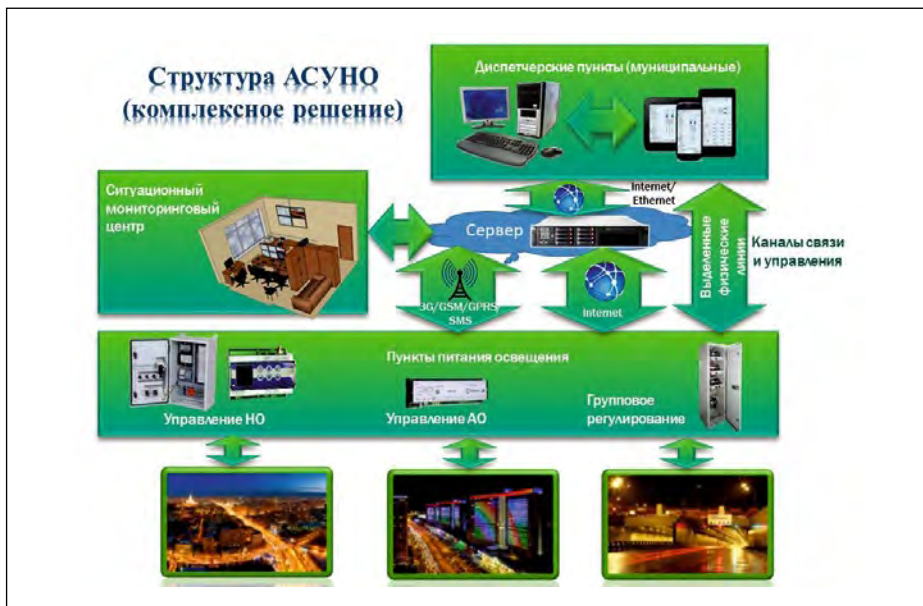 Структура АСУНО
(комплексное решение)
Диспетчерские пункты (муниципальные)
Ситуационный
мониторинговый
центр
Internet/
Ethernet
Сервер
Выделенные
физические
линии
Каналы связи
и управления
3G/GSM/GPRS/
SMS
Internet
Пункты питания освещения
Управление НО
Управление АО
Групповое
регулирование